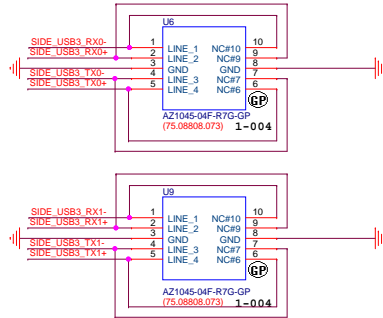 U6
SIDE_USB3_RX0- 1 LINE_1 NC#10 10
SIDE_USB3_RX0+ 2 LINE_2 NC#9 9
3 GND GND 8
SIDE_USB3_TX0- 4 LINE_3 NC#7 7
SIDE_USB3_TX0+ 5 LINE_4 NC#6 6
GP
AZ1045-04F-R7G-GP
(75.08808.073) 1-004
U9
SIDE_USB3_RX1- 1 LINE_1 NC#10 10
SIDE_USB3_RX1+ 2 LINE_2 NC#9 9
3 GND GND 8
SIDE_USB3_TX1- 4 LINE_3 NC#7 7
SIDE_USB3_TX1+ 5 LINE_4 NC#6 6
GP
AZ1045-04F-R7G-GP
(75.08808.073) 1-004